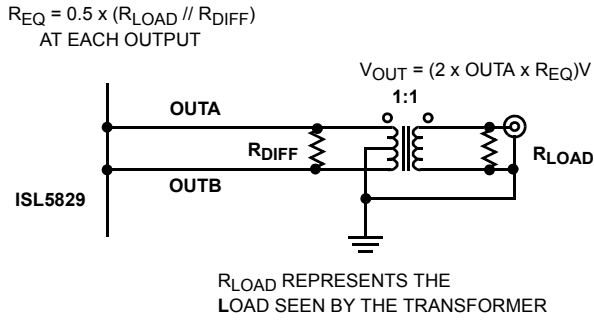 REQ = 0.5 x (RLOAD // RDIFF)
AT EACH OUTPUT
VOUT = (2 x OUTA x REQ)V
1:1
OUTA
RDIFF
RLOAD
OUTB
ISL5829
RLOAD REPRESENTS THE
LOAD SEEN BY THE TRANSFORMER